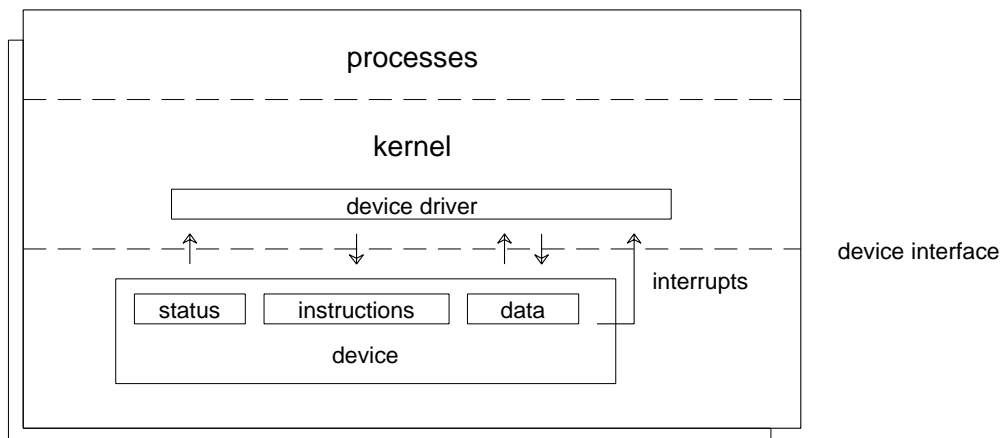 processes
kernel
device driver
device interface
interrupts
status
instructions
data
device